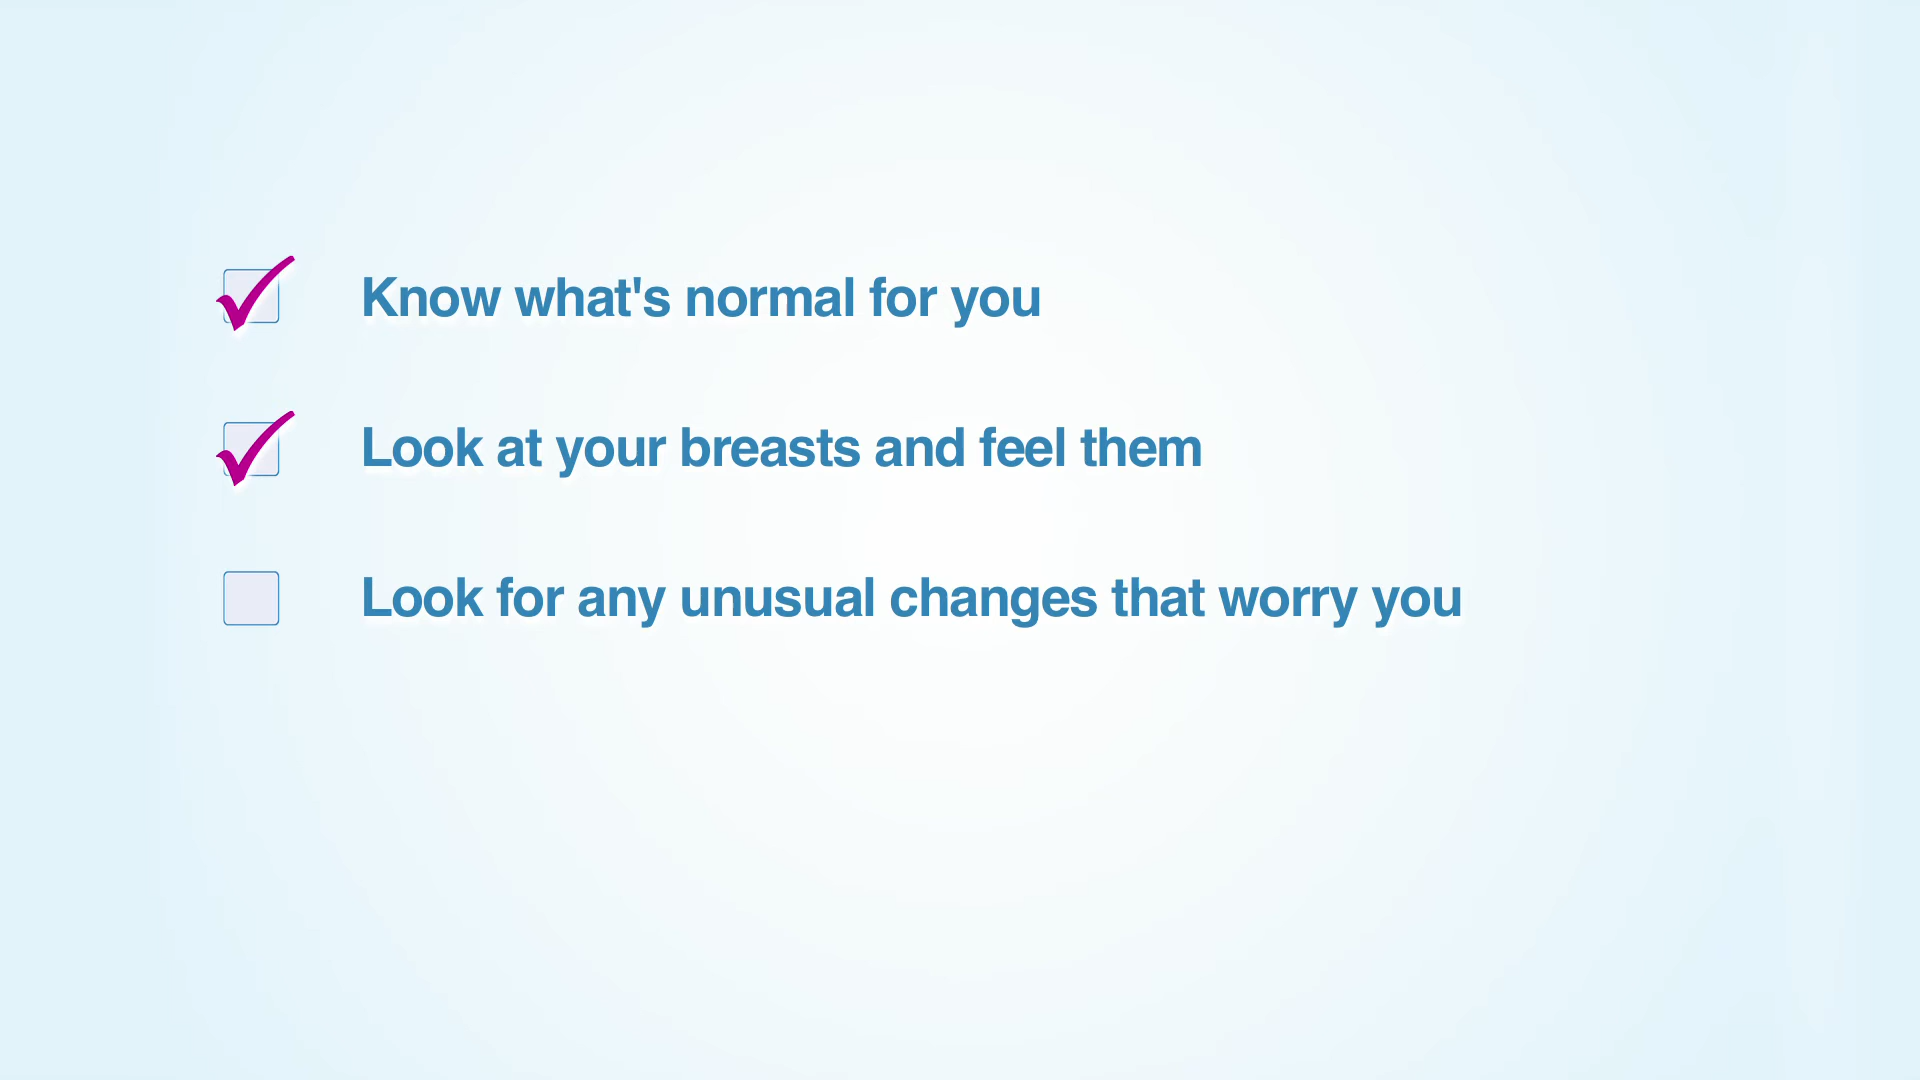 Know what's normal for you
Look at your breasts and feel them
Look for any unusual changes that worry you